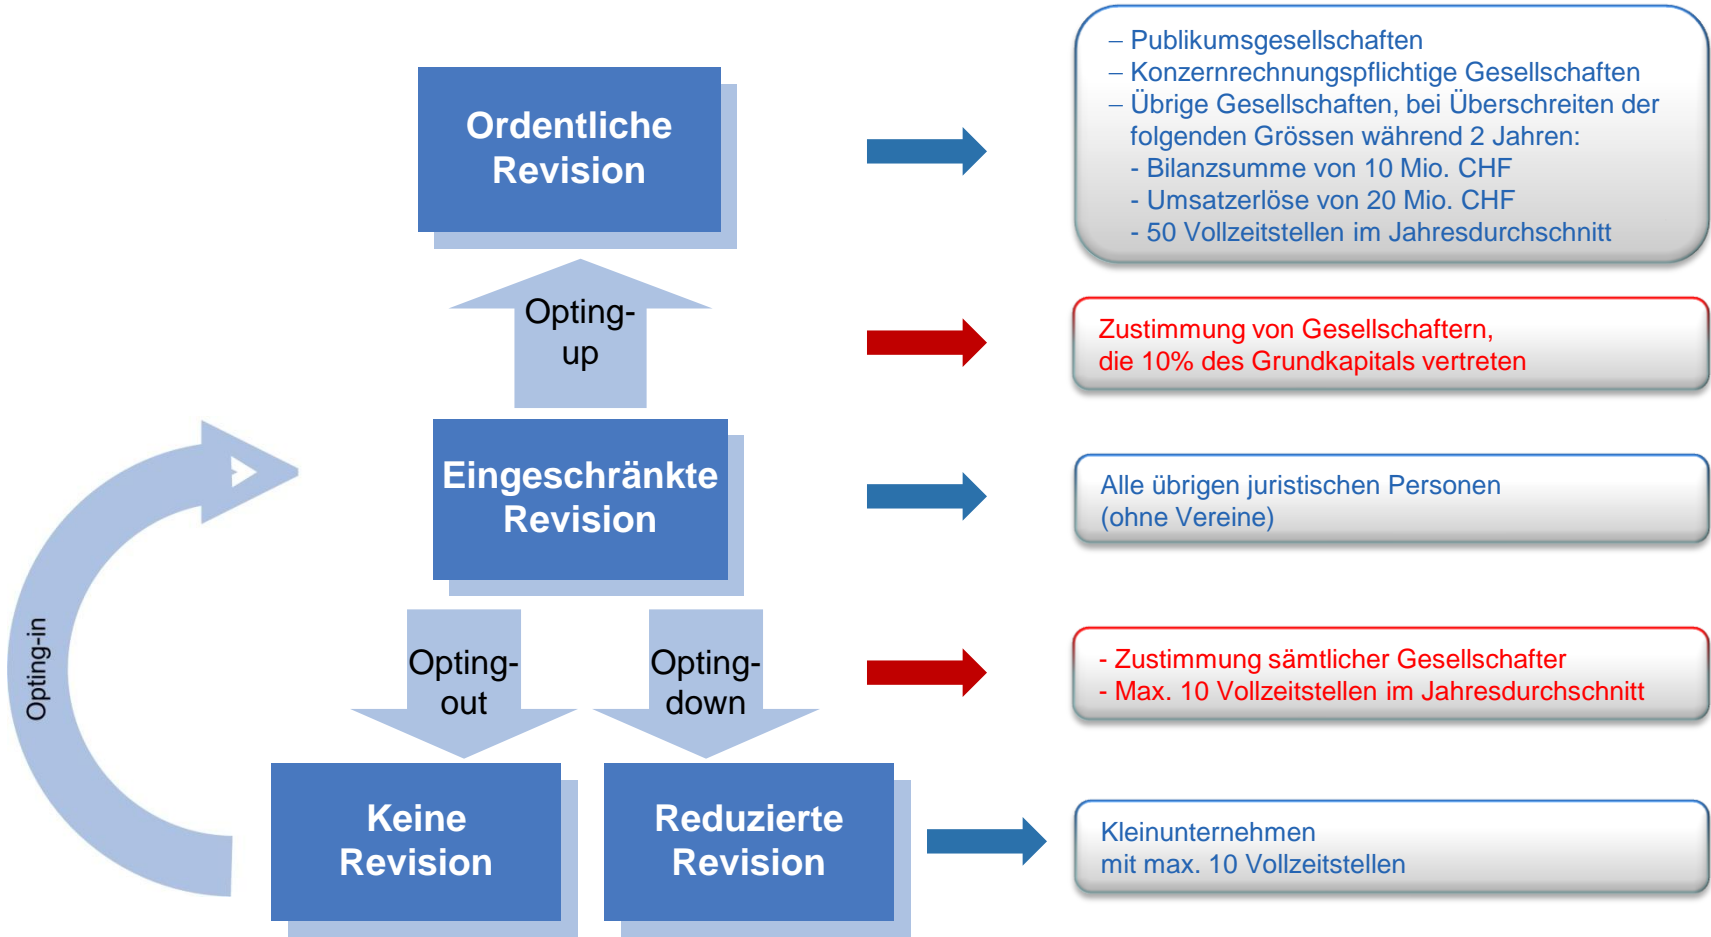 Ordentliche
Revision
– Publikumsgesellschaften
– Konzernrechnungspflichtige Gesellschaften
– Übrige Gesellschaften, bei Überschreiten der
folgenden Grössen während 2 Jahren:
- Bilanzsumme von 10 Mio. CHF
- Umsatzerlöse von 20 Mio. CHF
- 50 Vollzeitstellen im Jahresdurchschnitt
Opting-
up
Zustimmung von Gesellschaftern,
die 10% des Grundkapitals vertreten
Eingeschränkte
Revision
Alle übrigen juristischen Personen
(ohne Vereine)
Opting-in
Opting-
out
Opting-
down
- Zustimmung sämtlicher Gesellschafter
- Max. 10 Vollzeitstellen im Jahresdurchschnitt
Keine
Revision
Reduzierte
Revision
Kleinunternehmen
mit max. 10 Vollzeitstellen